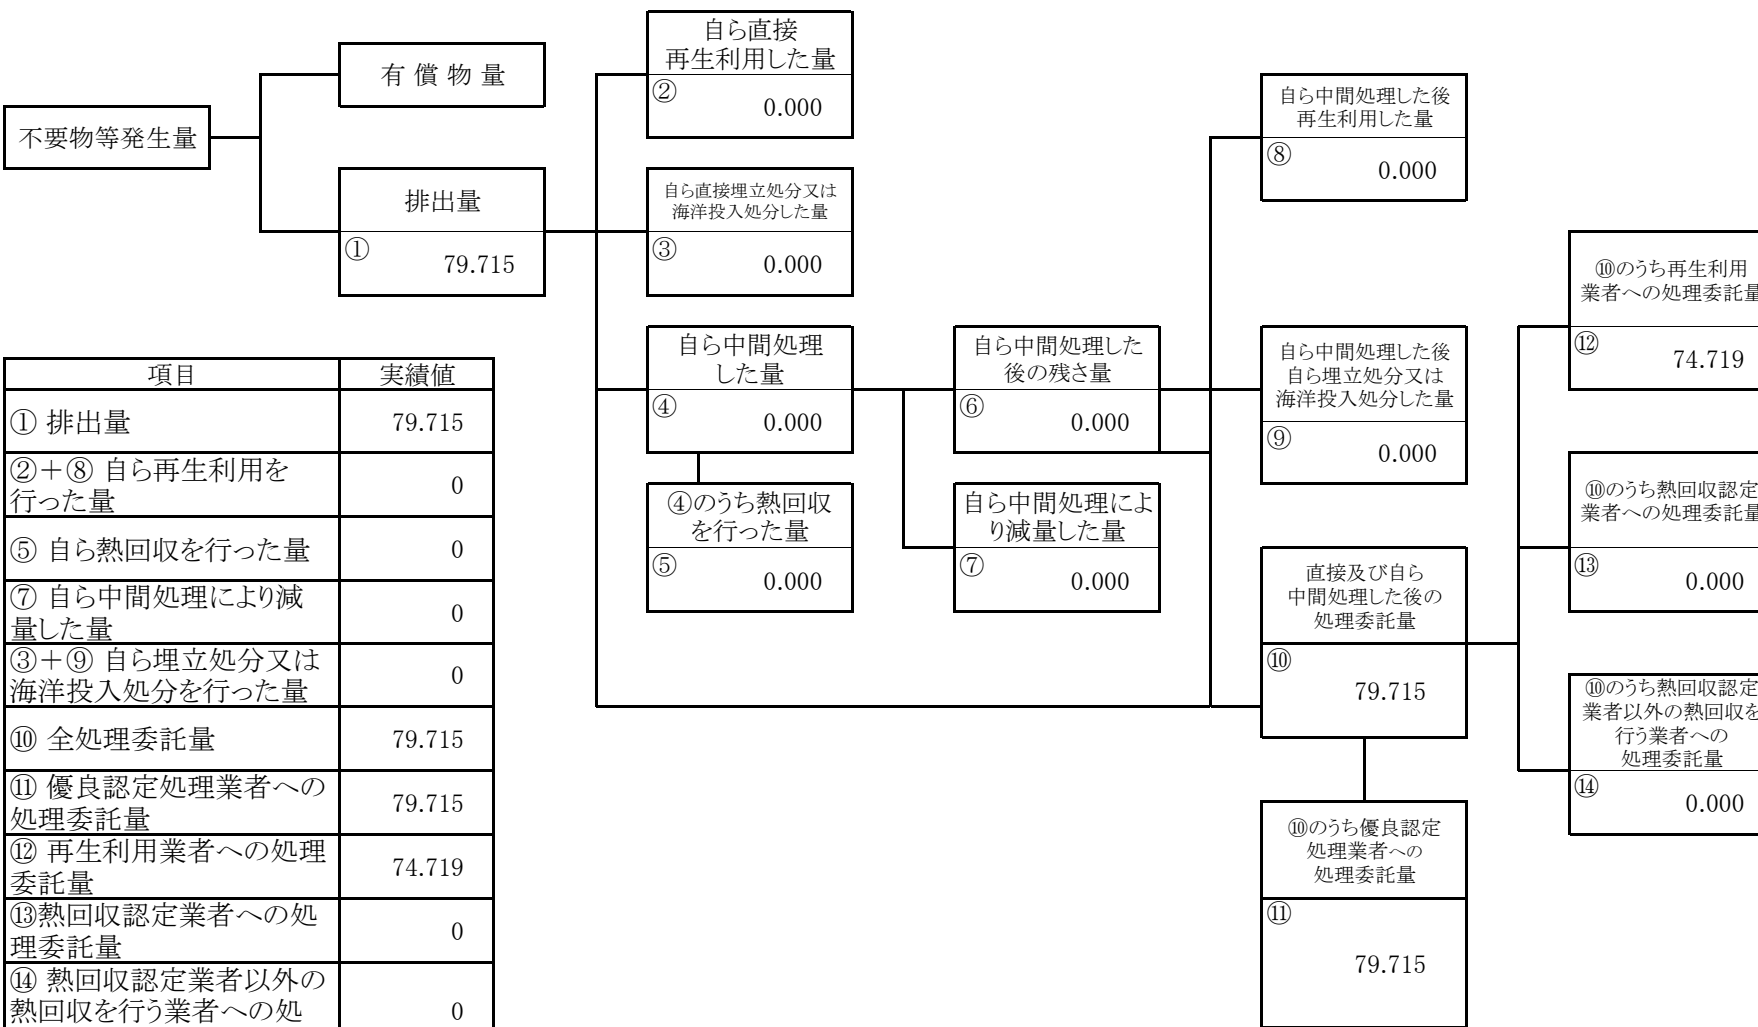 不要物等発生量
有 償 物 量
排出量
①
79.715
自ら直接
再生利用した量
②
0.000
自ら直接埋立処分又は
海洋投入処分した量
③
0.000
自ら中間処理
した量
④
0.000
④のうち熱回収
を行った量
⑤
0.000
自ら中間処理した
後の残さ量
⑥
0.000
自ら中間処理によ
り減量した量
⑦
0.000
自ら中間処理した後
再生利用した量
⑧
0.000
自ら中間処理した後
自ら埋立処分又は
海洋投入処分した量
⑨
0.000
直接及び自ら
中間処理した後の
処理委託量
⑩
79.715
⑩のうち優良認定
処理業者への
処理委託量
⑪
79.715
⑩のうち再生利用
業者への処理委託量
⑫
74.719
⑩のうち熱回収認定
業者への処理委託量
⑬
0.000
⑩のうち熱回収認定
業者以外の熱回収を
行う業者への
処理委託量
⑭
0.000
項目 実績値
① 排出量 79.715
②＋⑧ 自ら再生利用を
行った量 0
⑤ 自ら熱回収を行った量 0
⑦ 自ら中間処理により減
量した量 0
③＋⑨ 自ら埋立処分又は
海洋投入処分を行った量 0
⑩ 全処理委託量 79.715
⑪ 優良認定処理業者への
処理委託量 79.715
⑫ 再生利用業者への処理
委託量 74.719
⑬熱回収認定業者への処
理委託量 0
⑭ 熱回収認定業者以外の
熱回収を行う業者への処 0